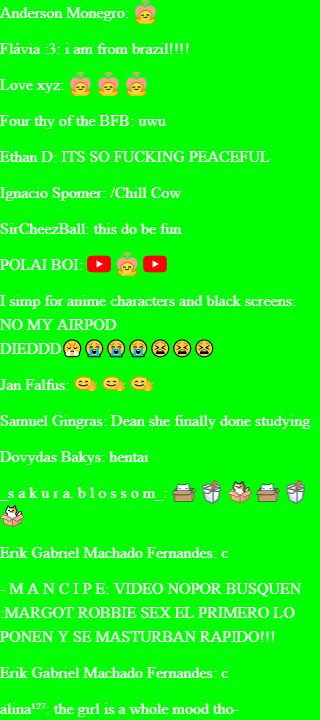 Anderson Monegro:
Flávia :3: i am from brazil!!!!
Love xyz:
Four thy of the BFB: uwu
Ethan D: ITS SO FUCKING PEACEFUL
Ignacio Spomer: /Chill Cow
SirCheezBall: this do be fun
POLAI BOI:
I simp for anime characters and black screens:
NO MY AIRPOD
DIEDDD😤😭😭😭😫😫😫
Jan Falfus:
Samuel Gingras: Dean she finally done studying
Dovydas Bakys: hentai
_s a k u r a. b l o s s o m_:
Erik Gabriel Machado Fernandes: c
- M A N C I P E: VIDEO NOPOR BUSQUEN
:MARGOT ROBBIE SEX EL PRIMERO LO
PONEN Y SE MASTURBAN RAPIDO!!!
Erik Gabriel Machado Fernandes: c
alina¹²⁷: the girl is a whole mood tho-